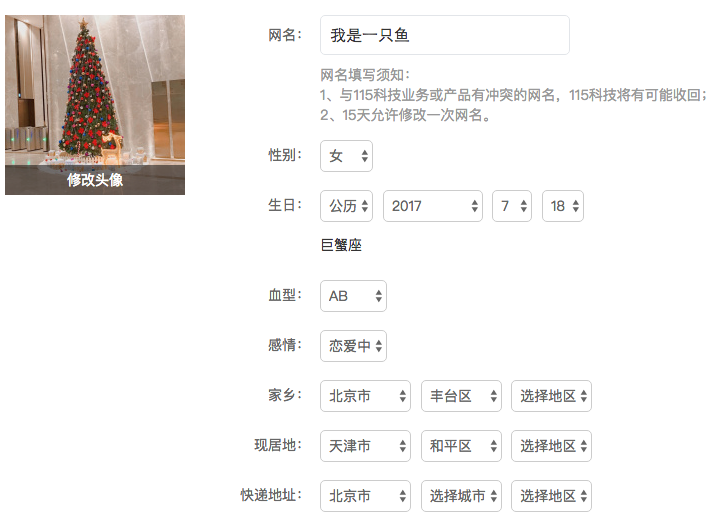 网名： 我是一只鱼
网名填写须知：
1、与115科技业务或产品有冲突的网名，115科技将有可能收回；
2、15天允许修改一次网名。
修改头像
性别： 女
生日： 公历 2017 7 18
巨蟹座
血型： AB
感情： 恋爱中
家乡： 北京市 丰台区 选择地区
现居地： 天津市 和平区 选择地区
快递地址： 北京市 选择城市 选择地区